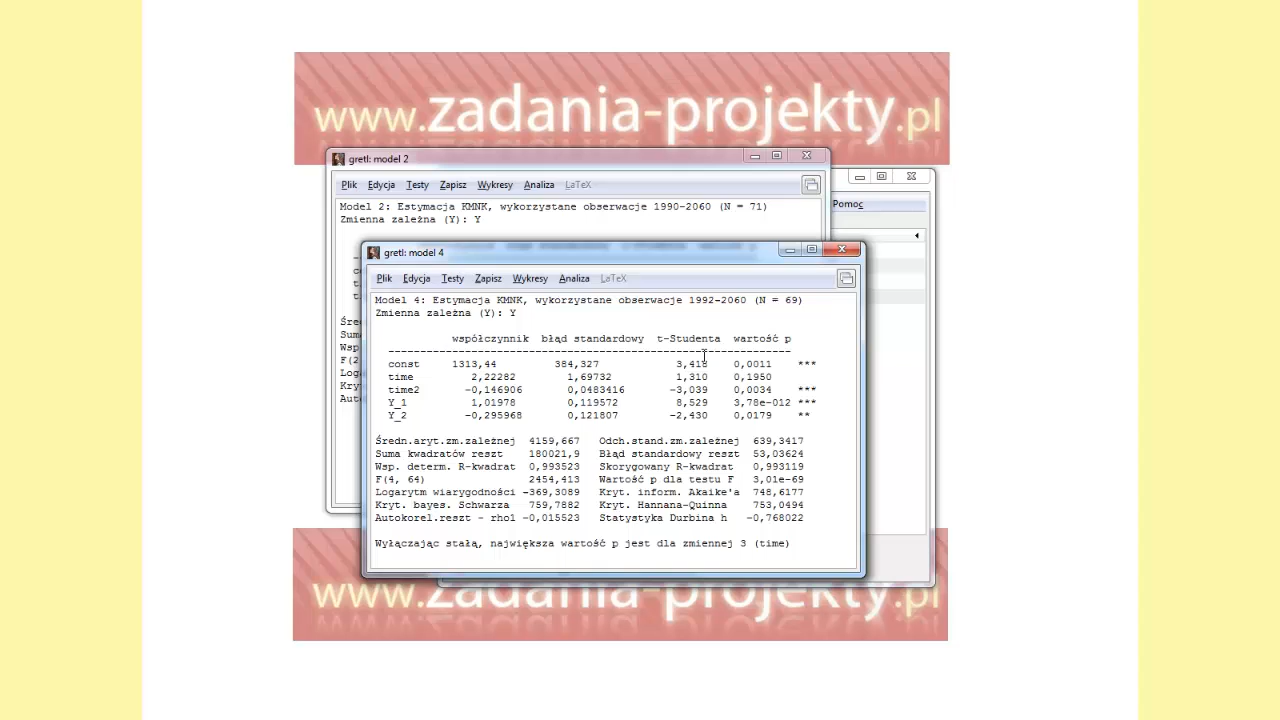 www.zadania-projekty.pl
gretl: model 2
Plik Edycja Testy Zapisz Wykresy Analiza LaTeX
Pomoc
Model 2: Estymacja KMNK, wykorzystane obserwacje 1990-2060 (N = 71)
Zmienna zależna (Y): Y
gretl: model 4
Plik Edycja Testy Zapisz Wykresy Analiza LaTeX
Model 4: Estymacja KMNK, wykorzystane obserwacje 1992-2060 (N = 69)
Zmienna zależna (Y): Y
współczynnik błąd standardowy t-Studenta wartość p
const 1313,44 384,327 3,418 0,0011 ***
time 2,22282 1,69732 1,310 0,1950
time2 -0,146906 0,0483416 -3,039 0,0034 ***
Y_1 1,01978 0,119572 8,529 3,78e-012 ***
Y_2 -0,295968 0,121807 -2,430 0,0179 **
Średn.aryt.zm.zależnej 4159,667 Odch.stand.zm.zależnej 639,3417
Suma kwadratów reszt 180021,9 Błąd standardowy reszt 53,03624
Wsp. determ. R-kwadrat 0,993523 Skorygowany R-kwadrat 0,993119
F(4, 64) 2454,413 Wartość p dla testu F 3,01e-69
Logarytm wiarygodności -369,3089 Kryt. inform. Akaike'a 748,6177
Kryt. bayes. Schwarza 759,7882 Kryt. Hannana-Quinna 753,0494
Autokorel.reszt - rho1 -0,015523 Statystyka Durbina h -0,768022
Wyłączając stałą, największa wartość p jest dla zmiennej 3 (time)
www.zadania-projekty.pl